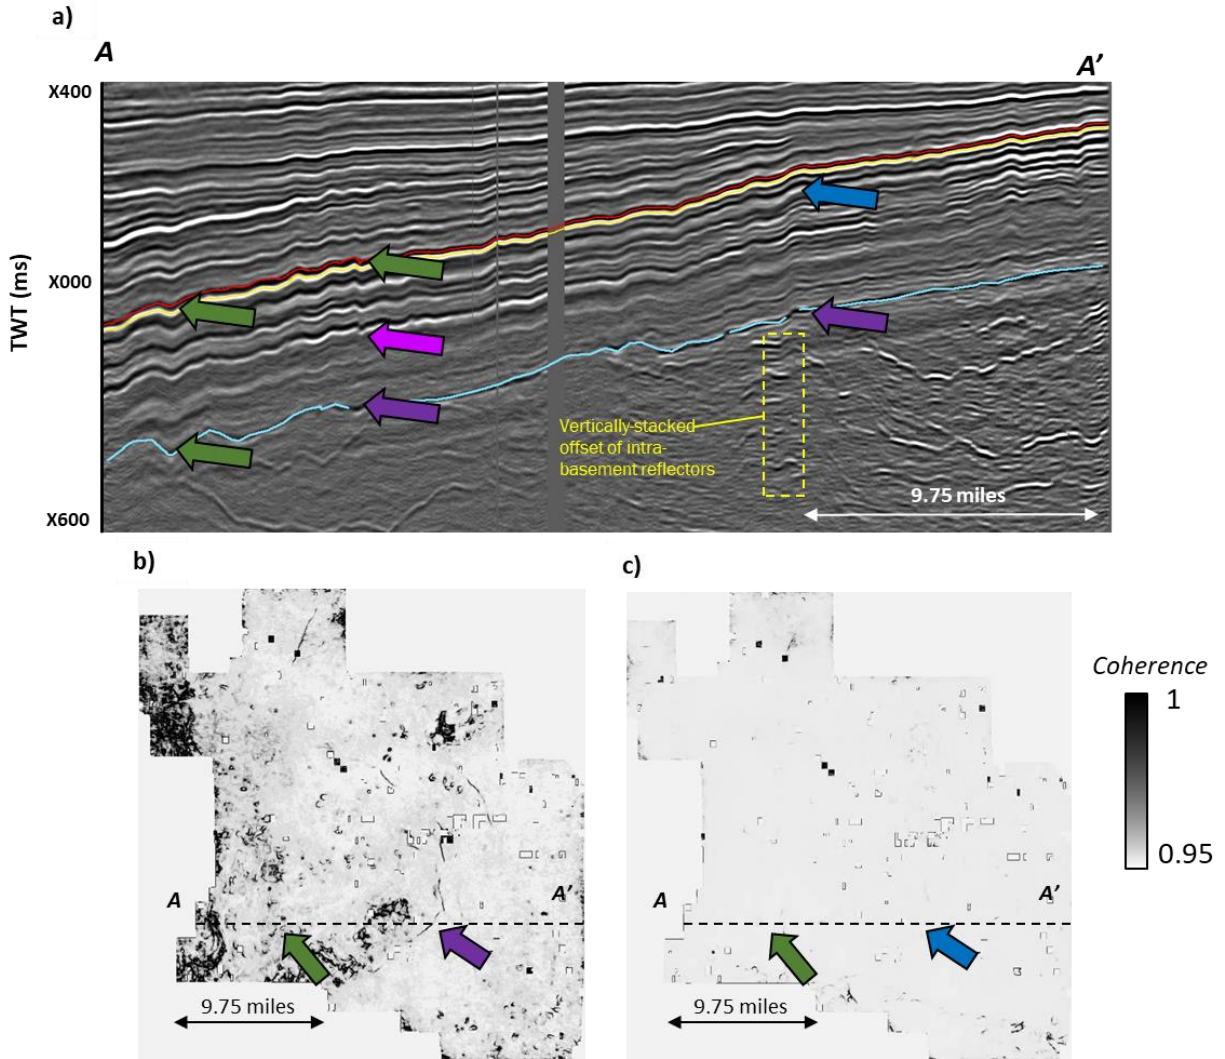 a)
A
A'
X400
TWT (ms)
X000
X600
Vertically-stacked
offset of intra-
basement reflectors
9.75 miles
b)
c)
A
A'
9.75 miles
A
A'
9.75 miles
Coherence
1
0.95